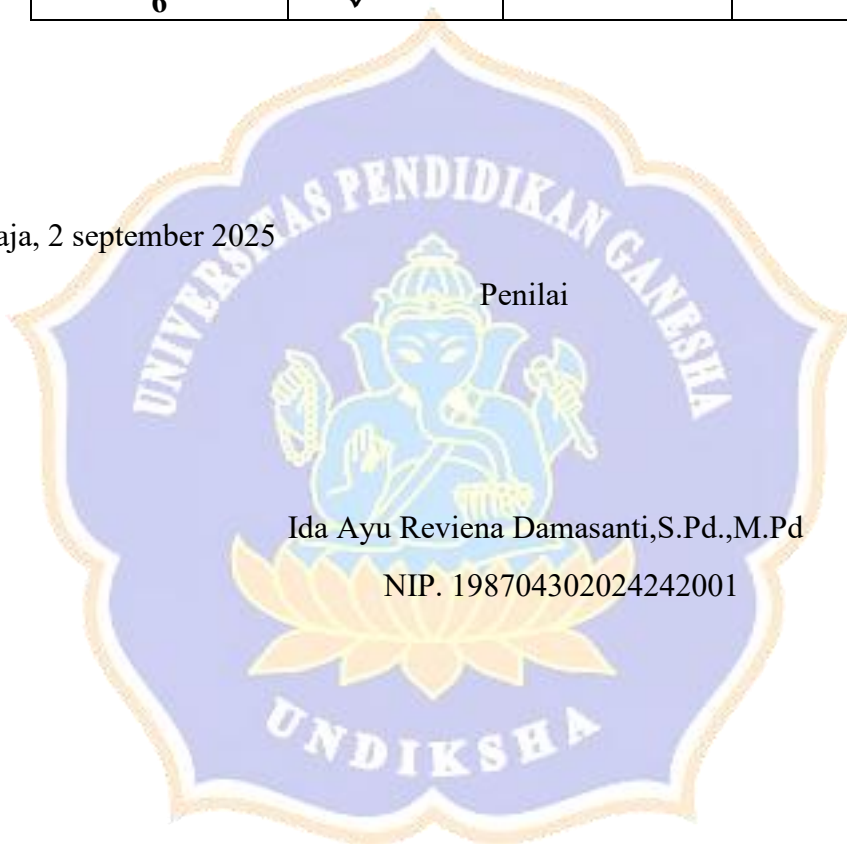 6 ✓
aja, 2 september 2025
UNIVERSITAS PENDIDIKAN GANESHA
Penilai
Ida Ayu Reviena Damasanti,S.Pd.,M.Pd
NIP. 198704302024242001
UNDIKSHA